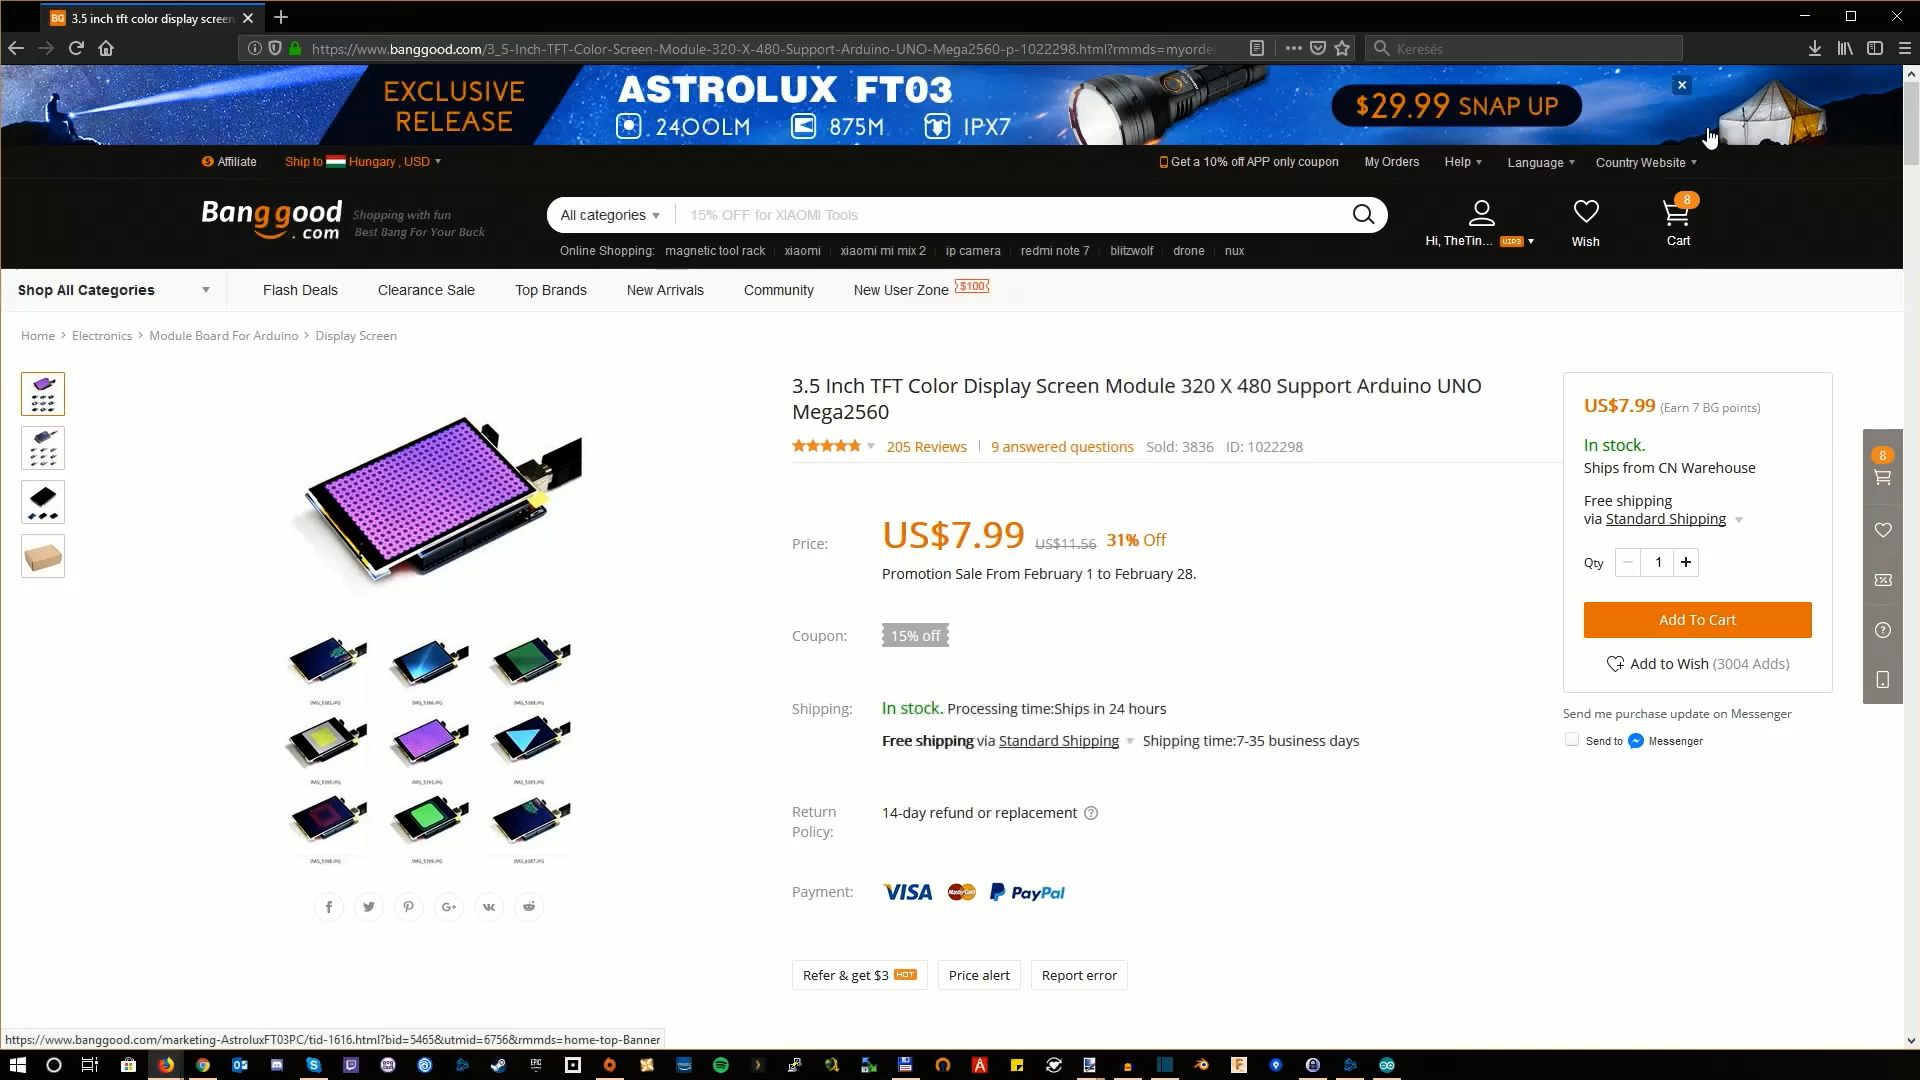 BG 3.5 inch tft color display screen
https://www.banggood.com/3_5-Inch-TFT-Color-Screen-Module-320-X-480-Support-Arduino-UNO-Mega2560-p-1022298.html?rmmds=myorde
Keresés
EXCLUSIVE
RELEASE
ASTROLUX FT03
2400LM 875M IPX7
$29.99 SNAP UP
Affiliate
Ship to Hungary , USD
Get a 10% off APP only coupon
My Orders
Help
Language
Country Website
Banggood
.com
Shopping with fun
Best Bang For Your Buck
All categories
15% OFF for XIAOMI Tools
Online Shopping: magnetic tool rack xiaomi xiaomi mi mix 2 ip camera redmi note 7 blitzwolf drone nux
Hi, TheTin... VIP3
Wish
8
Cart
Shop All Categories
Flash Deals
Clearance Sale
Top Brands
New Arrivals
Community
New User Zone $100
Home > Electronics > Module Board For Arduino > Display Screen
3.5 Inch TFT Color Display Screen Module 320 X 480 Support Arduino UNO
Mega2560
205 Reviews | 9 answered questions Sold: 3836 ID: 1022298
Price: US$7.99 US$11.56 31% Off
Promotion Sale From February 1 to February 28.
Coupon: 15% off
Shipping: In stock. Processing time:Ships in 24 hours
Free shipping via Standard Shipping Shipping time:7-35 business days
Return
Policy:
14-day refund or replacement
Payment: VISA MasterCard PayPal
Refer & get $3 HOT
Price alert
Report error
US$7.99 (Earn 7 BG points)
In stock.
Ships from CN Warehouse
Free shipping
via Standard Shipping
Qty 1
Add To Cart
Add to Wish (3004 Adds)
Send me purchase update on Messenger
Send to Messenger
8
https://www.banggood.com/marketing-AstroluxFT03PC/tid-1616.html?bid=5465&utmid=6756&rmmds=home-top-Banner